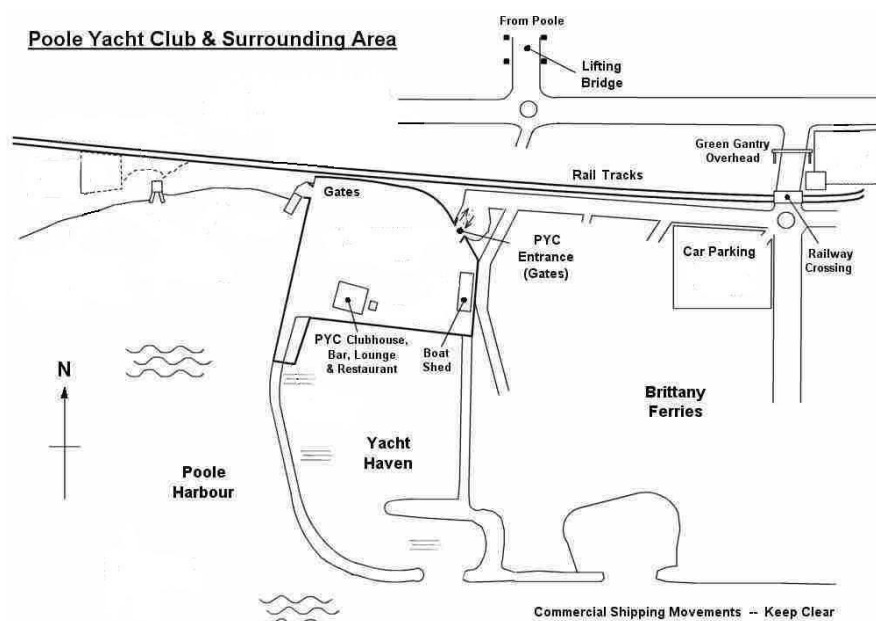 From Poole
Poole Yacht Club & Surrounding Area
Lifting
Bridge
Green Gantry
Overhead
Rail Tracks
Gates
PYC
Entrance
(Gates)
Car Parking
Railway
Crossing
PYC Clubhouse,
Bar, Lounge
& Restaurant
Boat
Shed
N
Brittany
Ferries
Yacht
Haven
Poole
Harbour
Commercial Shipping Movements -- Keep Clear